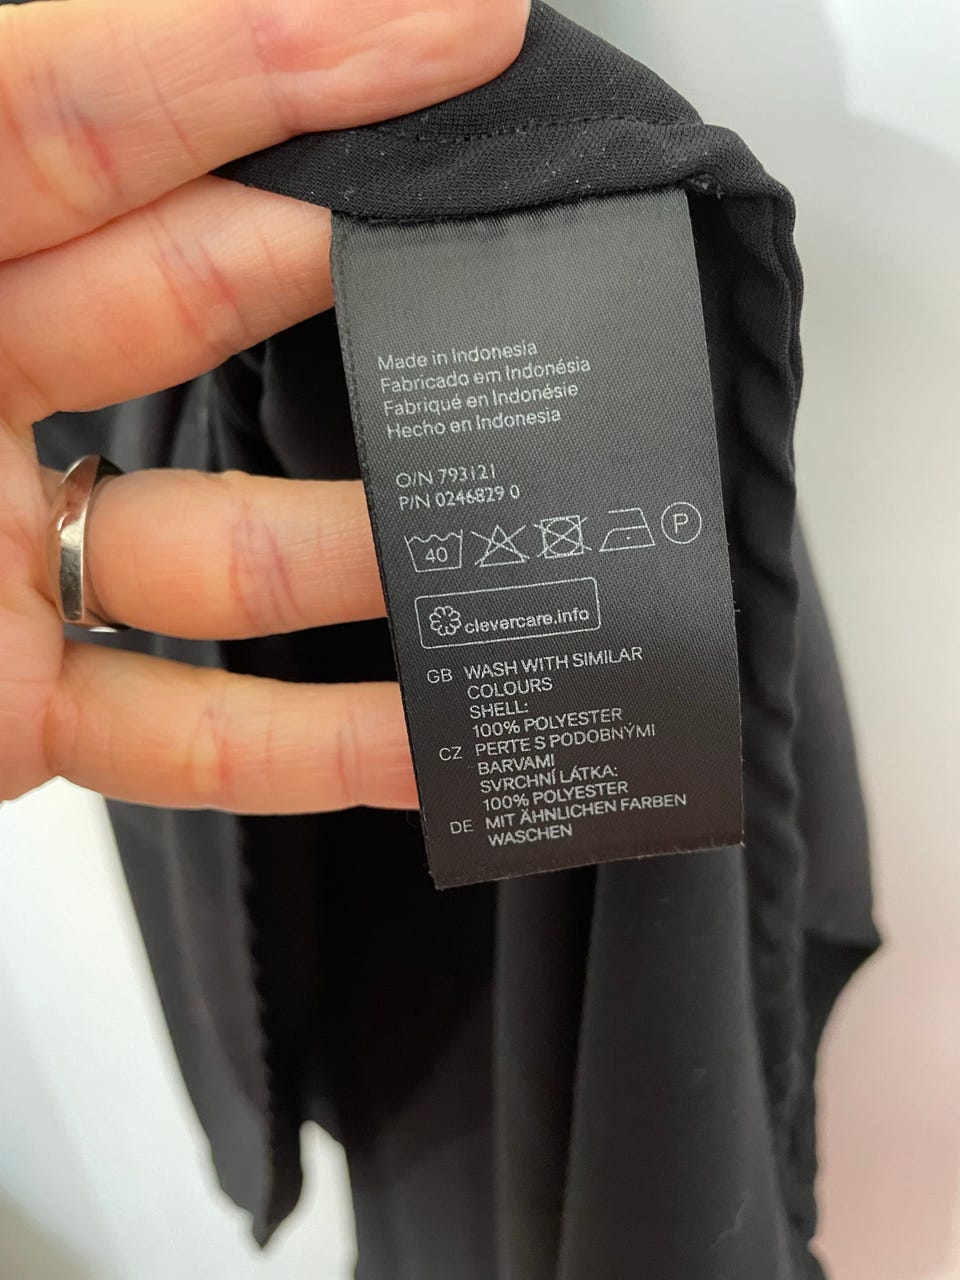 Made in Indonesia
Fabricado em Indonésia
Fabriqué en Indonésie
Hecho en Indonesia
O/N 793121
P/N 0246829 0
40 P
clevercare.info
GB WASH WITH SIMILAR
COLOURS
SHELL:
100% POLYESTER
CZ PERTE S PODOBNÝMI
BARVAMI
SVRCHNÍ LÁTKA:
100% POLYESTER
DE MIT ÄHNLICHEN FARBEN
WASCHEN